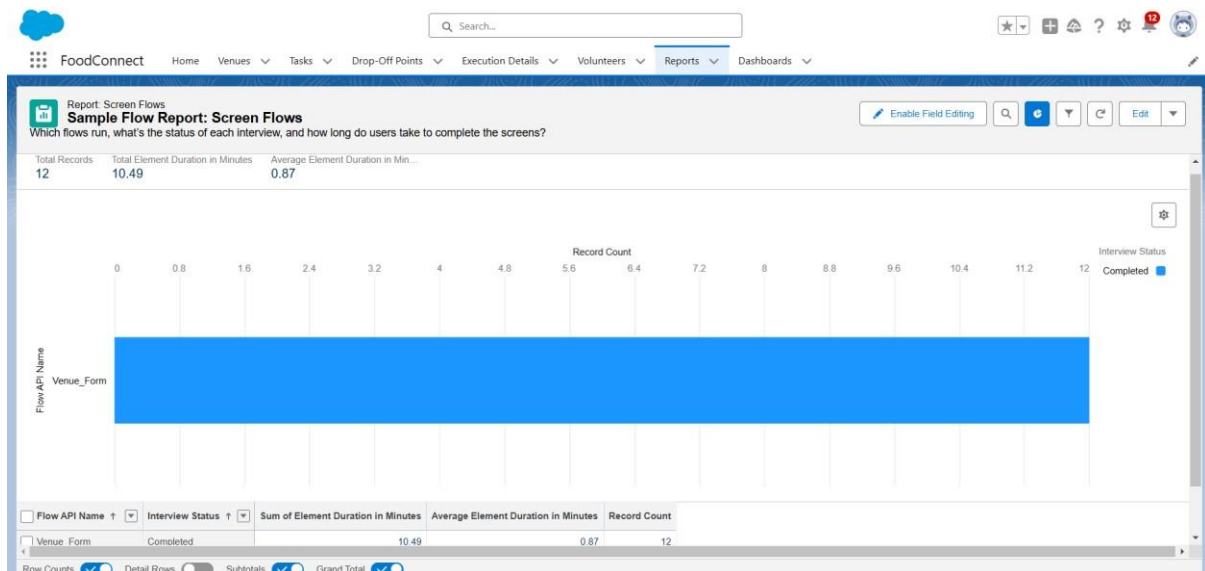 Search...
12
FoodConnect Home Venues Tasks Drop-Off Points Execution Details Volunteers Reports Dashboards
Report: Screen Flows
Sample Flow Report: Screen Flows
Enable Field Editing Edit
Which flows run, what's the status of each interview, and how long do users take to complete the screens?
Total Records Total Element Duration in Minutes Average Element Duration in Min...
12 10.49 0.87
Record Count Interview Status
0 0.8 1.6 2.4 3.2 4 4.8 5.6 6.4 7.2 8 8.8 9.6 10.4 11.2 12 Completed
Flow API Name
Venue_Form
Flow API Name Interview Status Sum of Element Duration in Minutes Average Element Duration in Minutes Record Count
Venue_Form Completed 10.49 0.87 12
Row Counts Detail Rows Subtotals Grand Total